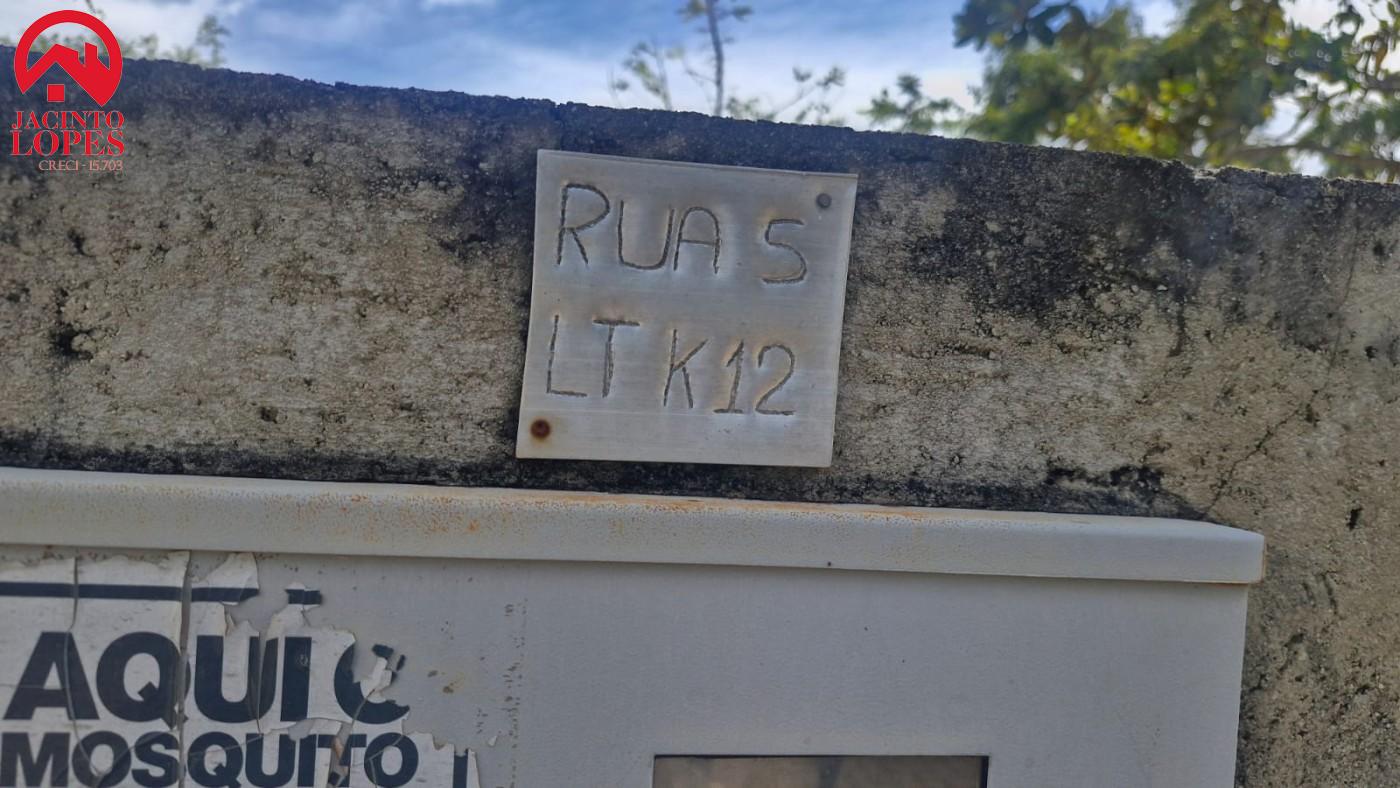 JACINTO
LOPES
CRECI - 15.703
RUA 5
LT K12
AQUI O
MOSQUITO